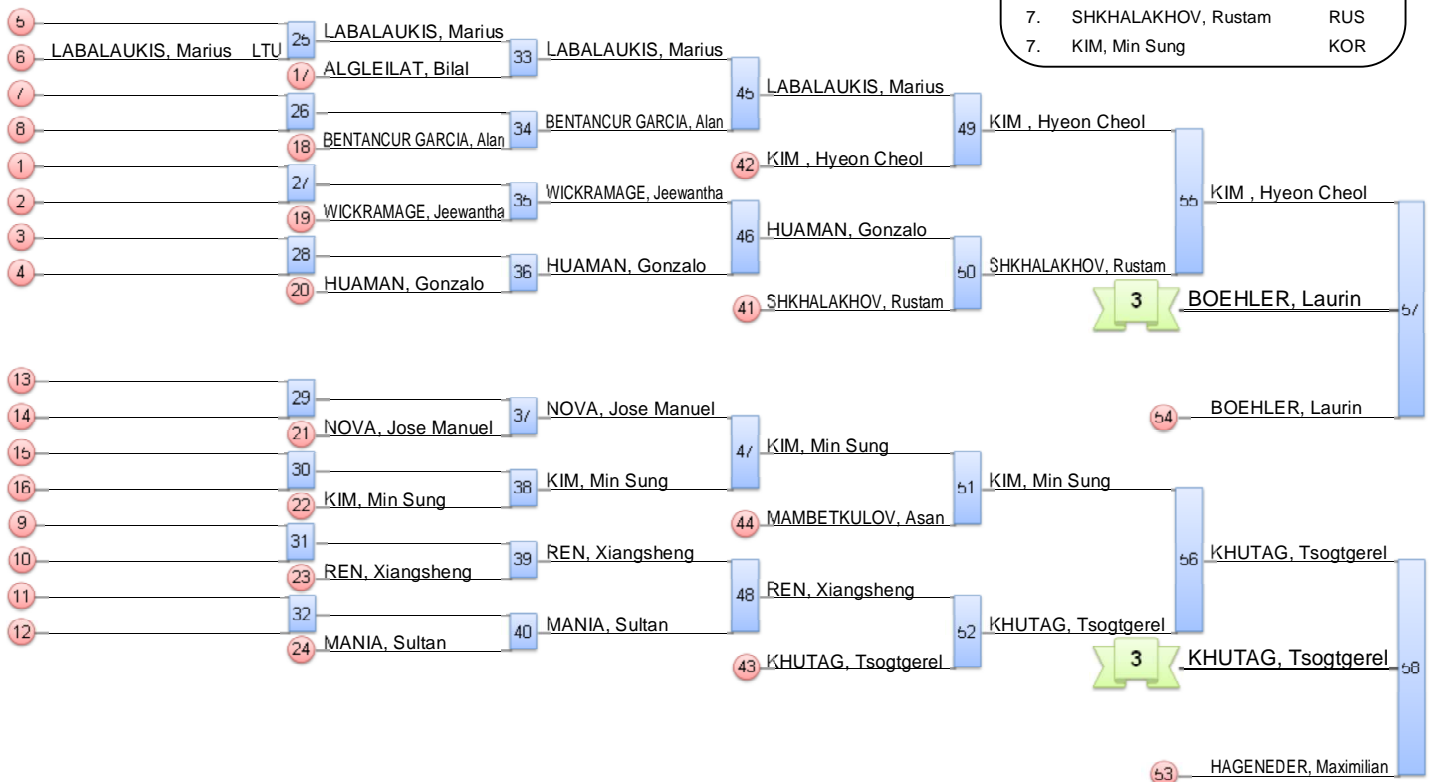 7. SHKHALAKHOV, Rustam RUS
7. KIM, Min Sung KOR
5
6 LABALAUKIS, Marius LTU 25 LABALAUKIS, Marius
17 ALGLEILAT, Bilal 33 LABALAUKIS, Marius
7
8 26
18 BENTANCUR GARCIA, Alan 34 BENTANCUR GARCIA, Alan
45 LABALAUKIS, Marius
42 KIM , Hyeon Cheol 49 KIM , Hyeon Cheol
1
2 27
19 WICKRAMAGE, Jeewantha 35 WICKRAMAGE, Jeewantha
3
4 28
20 HUAMAN, Gonzalo 36 HUAMAN, Gonzalo
46 HUAMAN, Gonzalo
41 SHKHALAKHOV, Rustam 50 SHKHALAKHOV, Rustam
55 KIM , Hyeon Cheol
3 BOEHLER, Laurin 57
54 BOEHLER, Laurin
13
14 29
21 NOVA, Jose Manuel 37 NOVA, Jose Manuel
15
16 30
22 KIM, Min Sung 38 KIM, Min Sung
47 KIM, Min Sung
44 MAMBETKULOV, Asan 51 KIM, Min Sung
9
10 31
23 REN, Xiangsheng 39 REN, Xiangsheng
11
12 32
24 MANIA, Sultan 40 MANIA, Sultan
48 REN, Xiangsheng
43 KHUTAG, Tsogtgerel 52 KHUTAG, Tsogtgerel
56 KHUTAG, Tsogtgerel
3 KHUTAG, Tsogtgerel 58
53 HAGENEDER, Maximilian